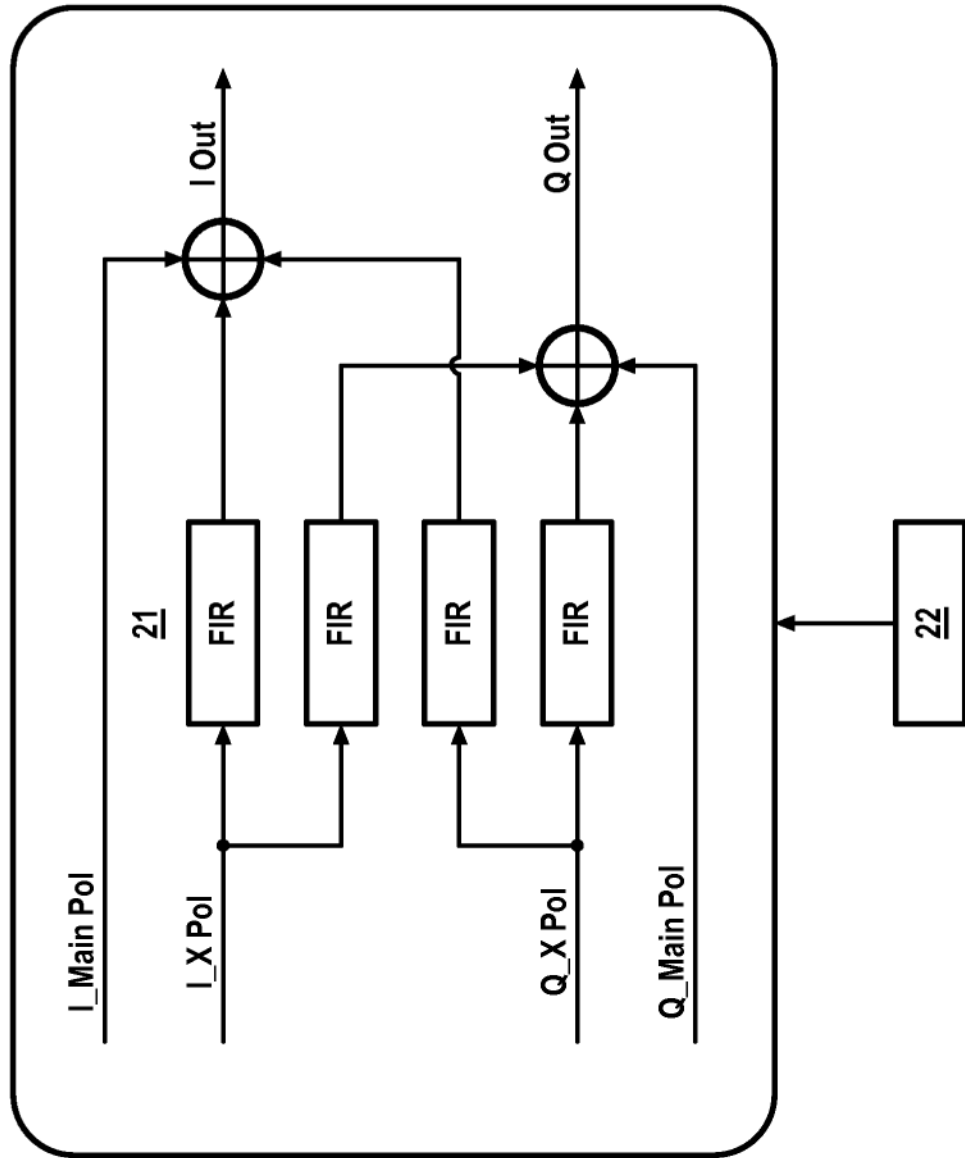 I_Main Pol
I_X Pol
Q_X Pol
Q_Main Pol
21
FIR
FIR
FIR
FIR
I Out
Q Out
22